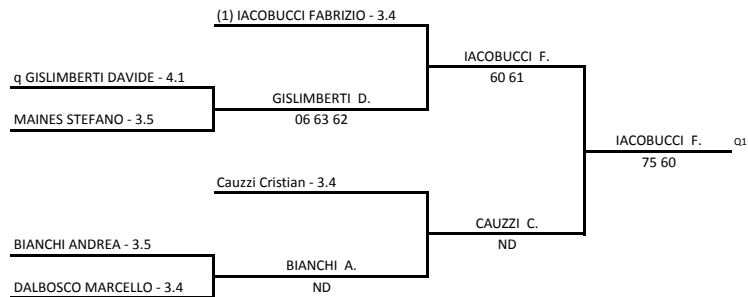 (1) IACOBUCCI FABRIZIO - 3.4
IACOBUCCI F.
60 61
q GISLIMBERTI DAVIDE - 4.1
GISLIMBERTI D.
06 63 62
MAINES STEFANO - 3.5
IACOBUCCI F.
Q1
75 60
Cauzzi Cristian - 3.4
CAUZZI C.
ND
BIANCHI ANDREA - 3.5
BIANCHI A.
ND
DALBOSCO MARCELLO - 3.4